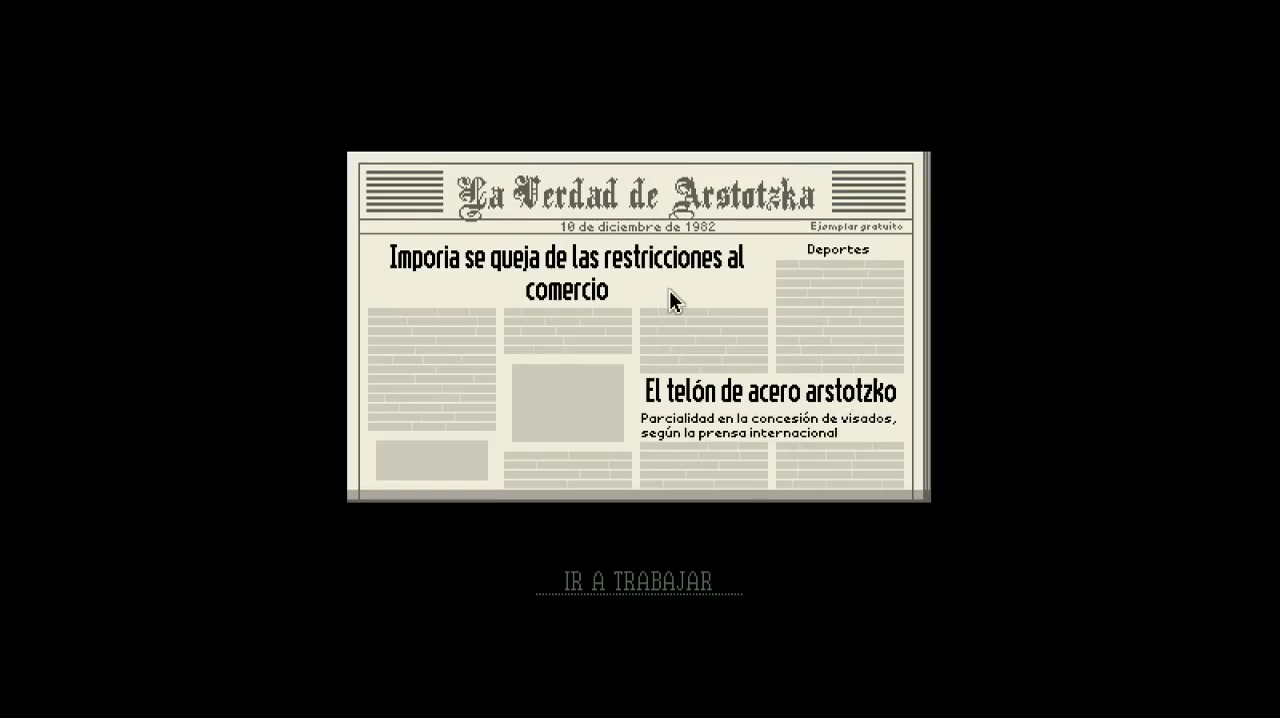 La Verdad de Arstotzka
10 de diciembre de 1982
Ejemplar gratuito
Imporia se queja de las restricciones al
comercio
Deportes
El telón de acero arstotzko
Parcialidad en la concesión de visados,
según la prensa internacional
IR A TRABAJAR